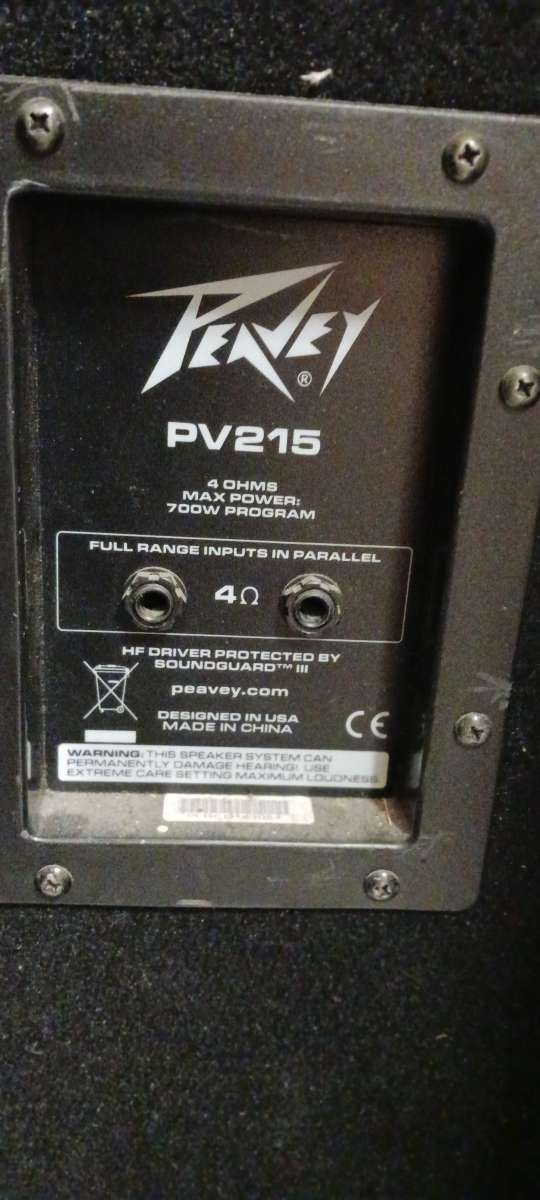 PEAVEY®
PV215
4 OHMS
MAX POWER:
700W PROGRAM
FULL RANGE INPUTS IN PARALLEL
4Ω
HF DRIVER PROTECTED BY
SOUNDGUARD™ III
peavey.com
DESIGNED IN USA
MADE IN CHINA
CE
WARNING: THIS SPEAKER SYSTEM CAN
PERMANENTLY DAMAGE HEARING! USE
EXTREME CARE SETTING MAXIMUM LOUDNESS